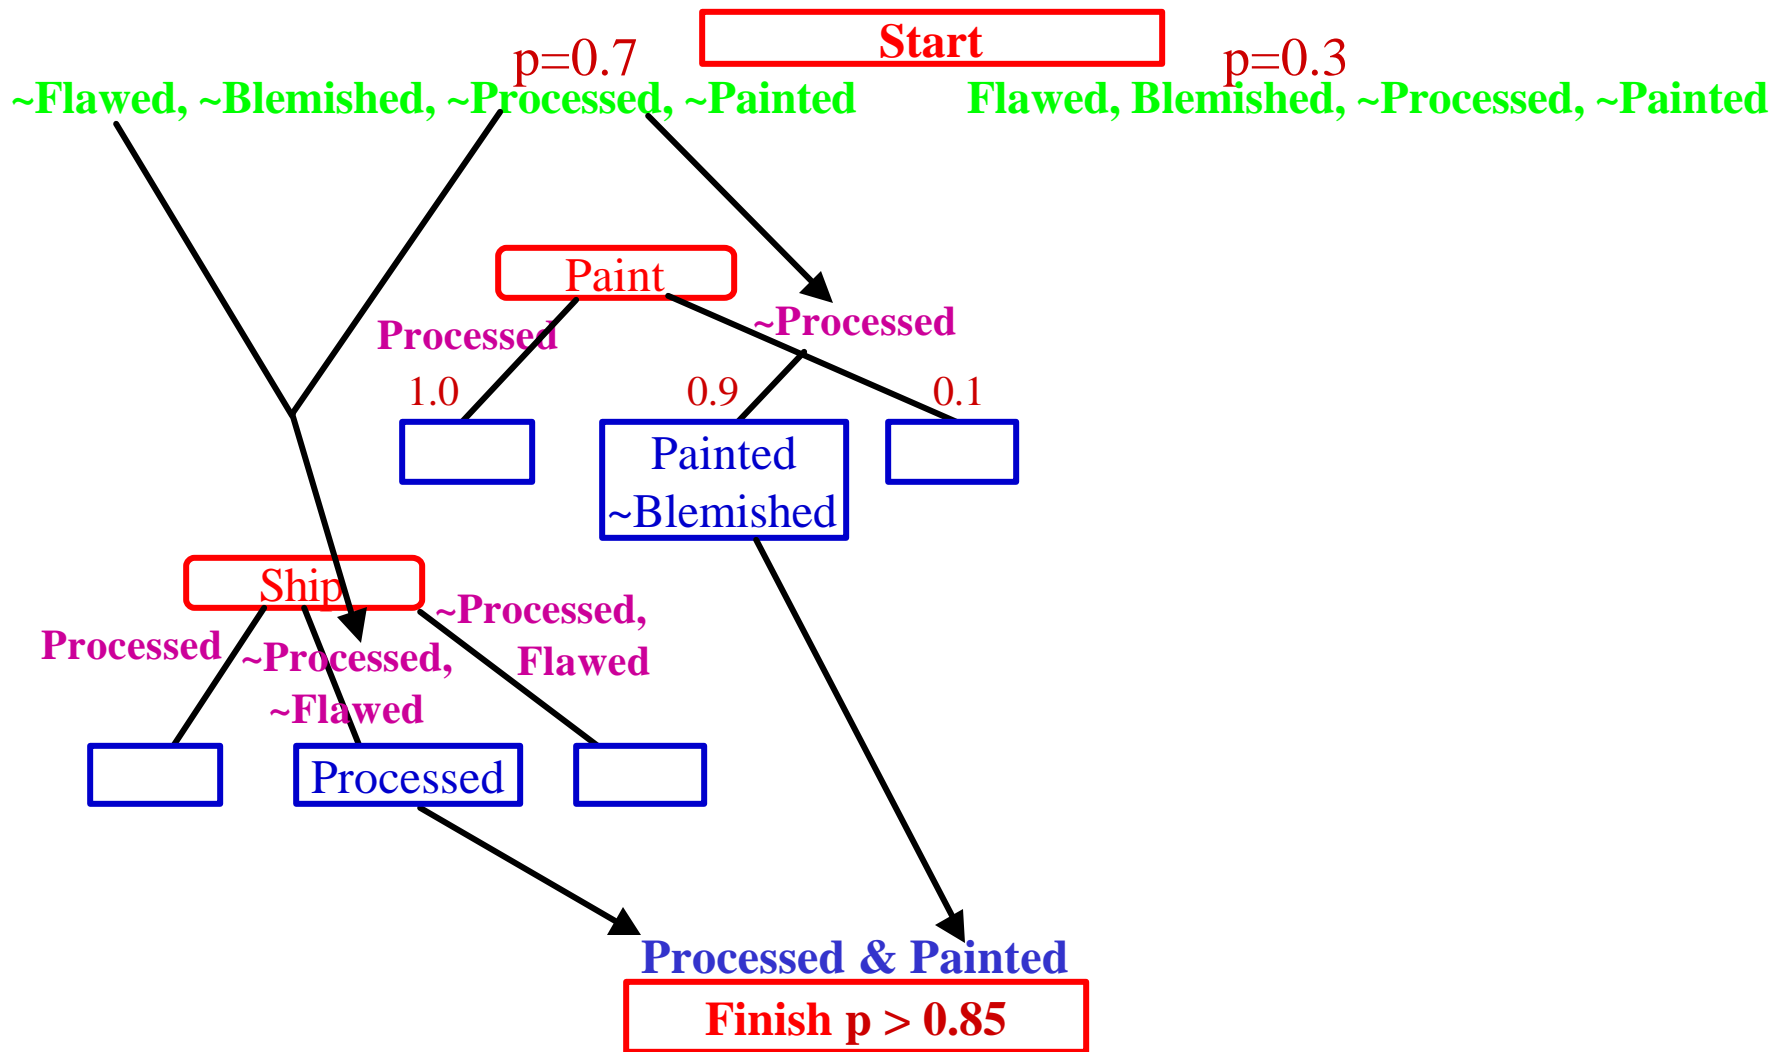 Start
p=0.7
p=0.3
~Flawed, ~Blemished, ~Processed, ~Painted
Flawed, Blemished, ~Processed, ~Painted
Paint
Processed
~Processed
1.0
0.9
0.1
Painted
~Blemished
Ship
Processed
~Processed,
~Flawed
~Processed,
Flawed
Processed
Processed & Painted
Finish p > 0.85